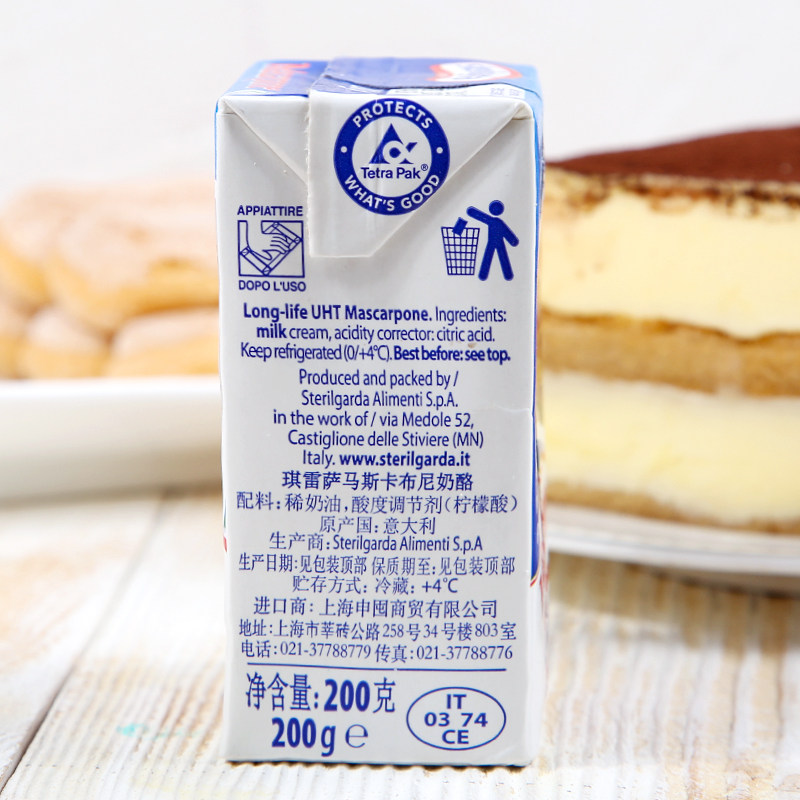 PROTECTS
Tetra Pak®
WHAT'S GOOD
APPIATTIRE
DOPO L'USO
Long-life UHT Mascarpone. Ingredients:
milk cream, acidity corrector: citric acid.
Keep refrigerated (0/+4°C). Best before: see top.
Produced and packed by /
Sterilgarda Alimenti S.p.A.
in the work of / via Medole 52,
Castiglione delle Stiviere (MN)
Italy. www.sterilgarda.it
琪雷萨马斯卡布尼奶酪
配料:稀奶油,酸度调节剂(柠檬酸)
原产国:意大利
生产商:Sterilgarda Alimenti S.p.A
生产日期:见包装顶部 保质期至:见包装顶部
贮存方式:冷藏:+4℃
进口商:上海申囤商贸有限公司
地址:上海市莘砖公路258号34号楼803室
电话:021-37788779 传真:021-37788776
净含量:200克
200g ℮
IT
03 74
CE